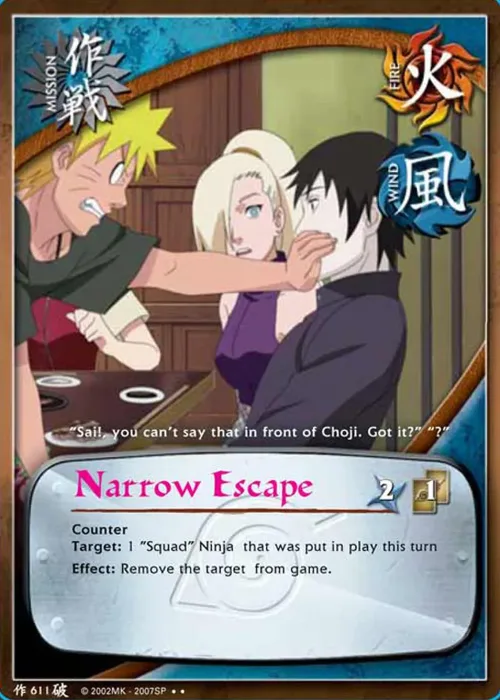 MISSION
作戦
FIRE
火
WIND
風
"Sai!, you can't say that in front of Choji. Got it?" "?"
Narrow Escape
2
1
Counter
Target: 1 "Squad" Ninja that was put in play this turn
Effect: Remove the target from game.
作 611 破 © 2002MK - 2007SP